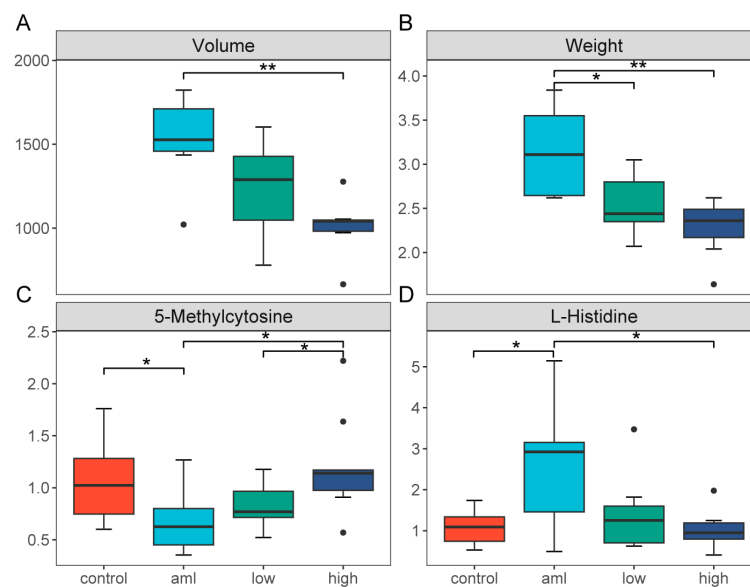 A
Volume
2000
1500
1000
**
B
Weight
4.0
3.5
3.0
2.5
2.0
**
*
C
5-Methylcytosine
2.5
2.0
1.5
1.0
0.5
*
*
*
control aml low high
D
L-Histidine
5
4
3
2
1
*
*
control aml low high